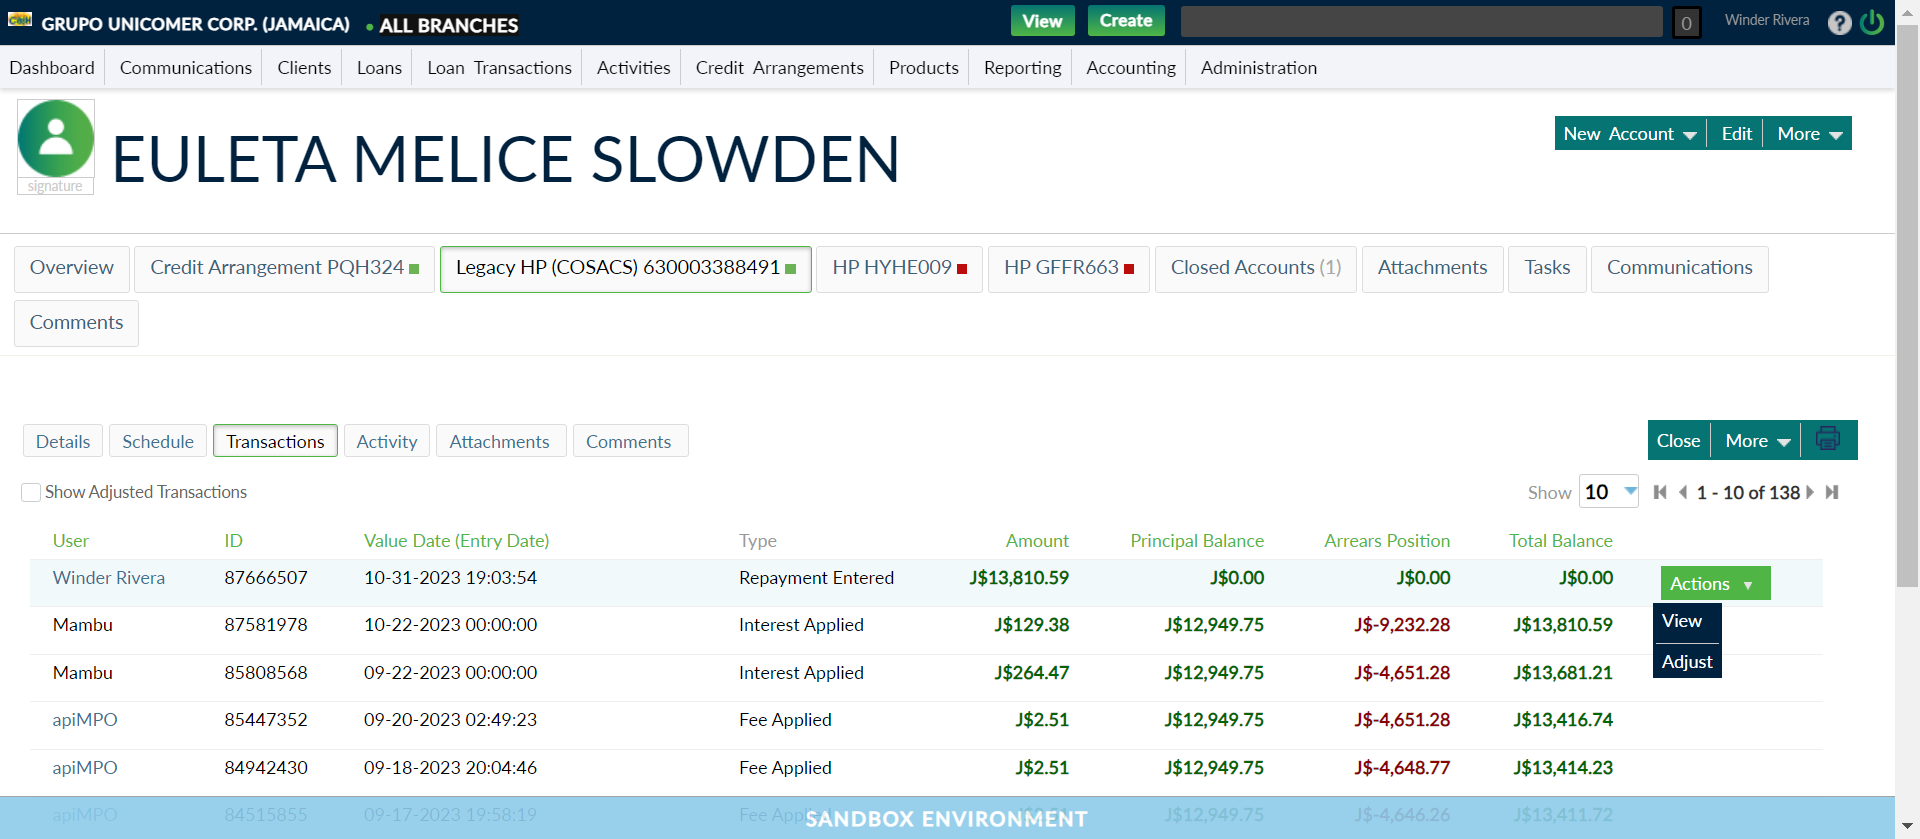 CASH GRUPO UNICOMER CORP. (JAMAICA) • ALL BRANCHES View Create 0 Winder Rivera ?
Dashboard Communications Clients Loans Loan Transactions Activities Credit Arrangements Products Reporting Accounting Administration
EULETA MELICE SLOWDEN
signature
New Account Edit More
Overview Credit Arrangement PQH324 Legacy HP (COSACS) 630003388491 HP HYHE009 HP GFFR663 Closed Accounts (1) Attachments Tasks Communications
Comments
Details Schedule Transactions Activity Attachments Comments Close More
Show Adjusted Transactions Show 10 1 - 10 of 138
User ID Value Date (Entry Date) Type Amount Principal Balance Arrears Position Total Balance
Winder Rivera 87666507 10-31-2023 19:03:54 Repayment Entered J$13,810.59 J$0.00 J$0.00 J$0.00 Actions ▼
View
Mambu 87581978 10-22-2023 00:00:00 Interest Applied J$129.38 J$12,949.75 J$-9,232.28 J$13,810.59
Adjust
Mambu 85808568 09-22-2023 00:00:00 Interest Applied J$264.47 J$12,949.75 J$-4,651.28 J$13,681.21
apiMPO 85447352 09-20-2023 02:49:23 Fee Applied J$2.51 J$12,949.75 J$-4,651.28 J$13,416.74
apiMPO 84942430 09-18-2023 20:04:46 Fee Applied J$2.51 J$12,949.75 J$-4,648.77 J$13,414.23
apiMPO 84515855 09-17-2023 19:58:19 Fee J$12,949.75 J$-4,646.26 J$13,411.72
SANDBOX ENVIRONMENT